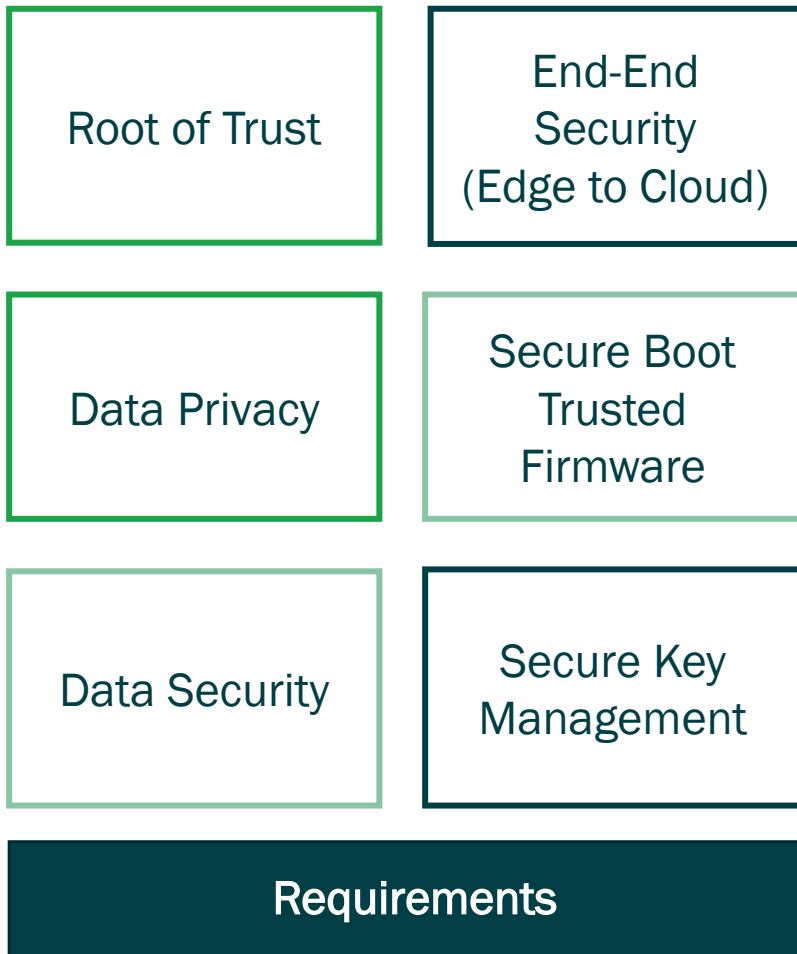 Root of Trust
End-End
Security
(Edge to Cloud)
Data Privacy
Secure Boot
Trusted
Firmware
Data Security
Secure Key
Management
Requirements